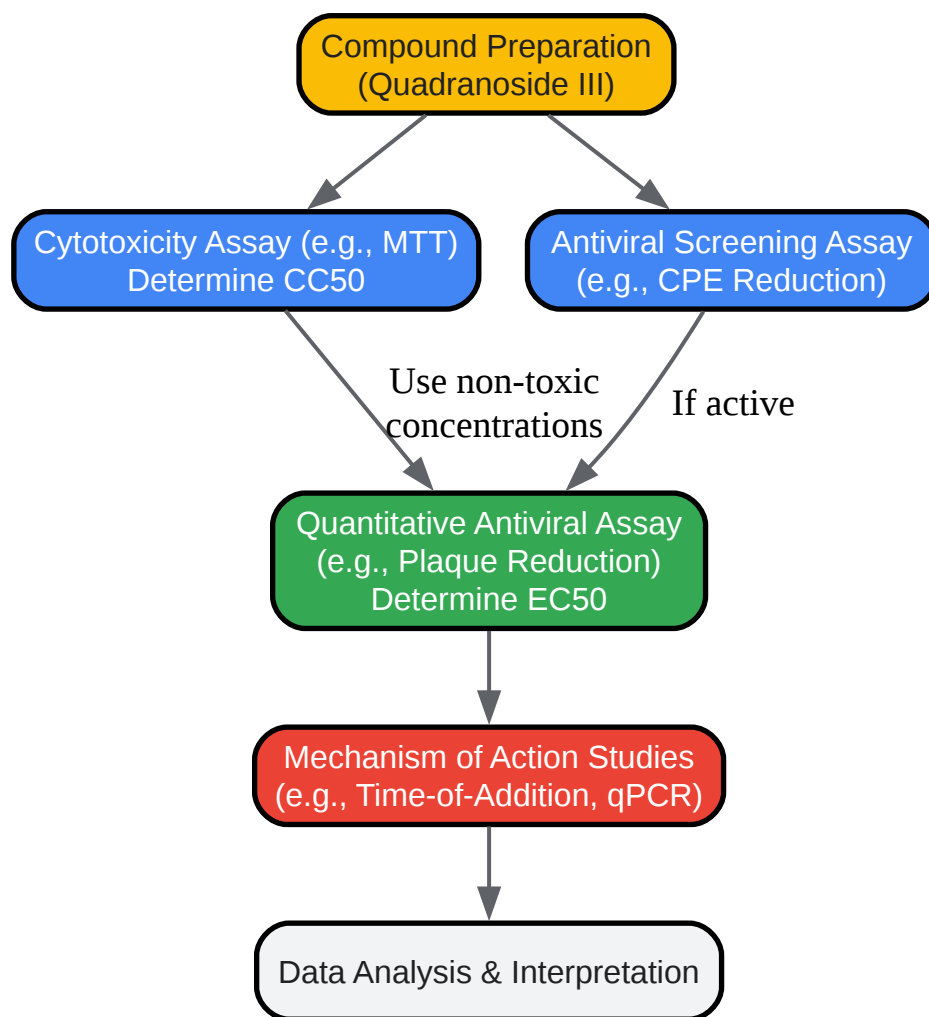 Compound Preparation
(Quadranoside III)
Cytotoxicity Assay (e.g., MTT)
Determine CC50
Antiviral Screening Assay
(e.g., CPE Reduction)
Use non-toxic
concentrations
If active
Quantitative Antiviral Assay
(e.g., Plaque Reduction)
Determine EC50
Mechanism of Action Studies
(e.g., Time-of-Addition, qPCR)
Data Analysis & Interpretation